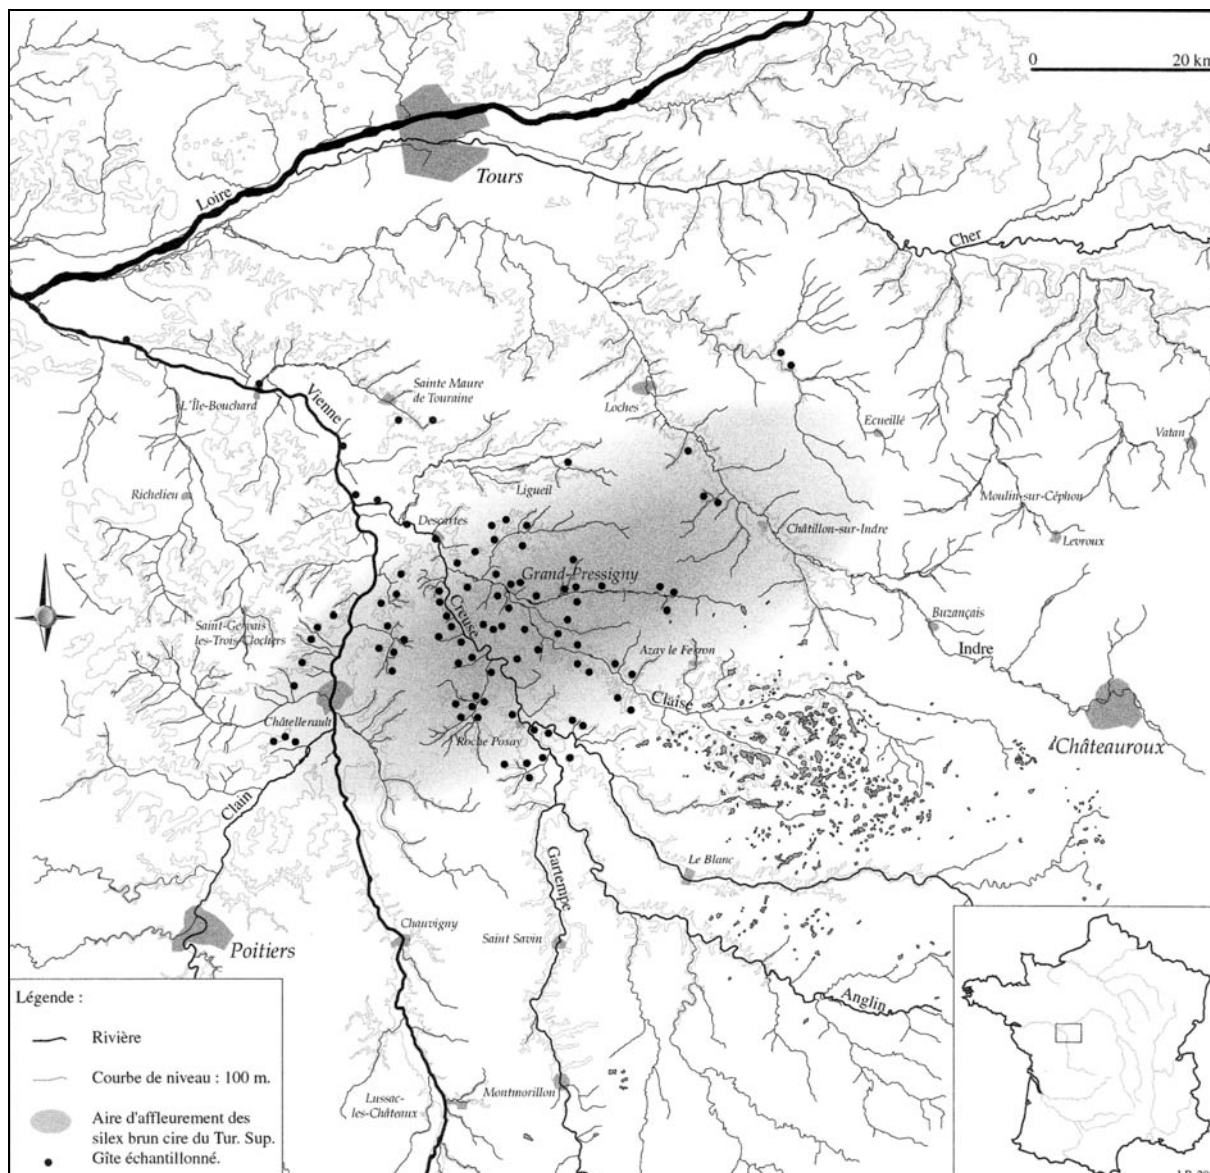 0 20 km
Tours
Loire
Cher
Vienne
Sainte Maure
de Touraine
L'Île-Bouchard
Loches
Ecueillé
Vatan
Richelieu
Ligueil
Moulin-sur-Céphon
Descartes
Châtillon-sur-Indre
Levroux
Grand-Pressigny
Creuse
Saint-Gervais
les-Trois-Clochers
Buzançais
Azay le Ferron
Indre
Claise
Châtellerault
Roche Posay
Châteauroux
Clain
Le Blanc
Gartempe
Chauvigny
Saint Savin
Poitiers
Anglin
Légende :
Rivière
Courbe de niveau : 100 m.
Aire d'affleurement des
silex brun cire du Tur. Sup.
Gîte échantillonné.
Lussac-
les-Châteaux
Montmorillon